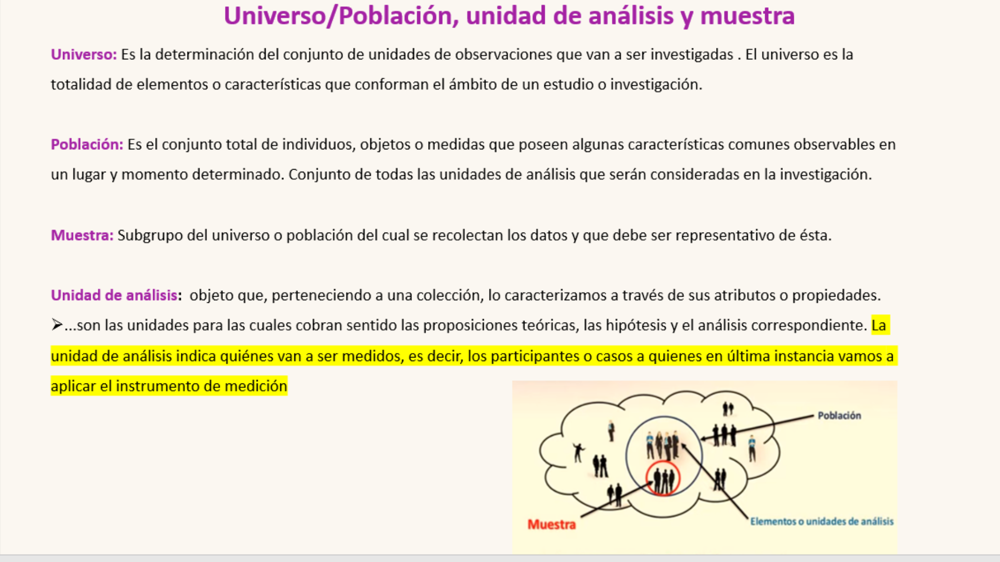 Universo/Población, unidad de análisis y muestra
Universo: Es la determinación del conjunto de unidades de observaciones que van a ser investigadas . El universo es la
totalidad de elementos o características que conforman el ámbito de un estudio o investigación.
Población: Es el conjunto total de individuos, objetos o medidas que poseen algunas características comunes observables en
un lugar y momento determinado. Conjunto de todas las unidades de análisis que serán consideradas en la investigación.
Muestra: Subgrupo del universo o población del cual se recolectan los datos y que debe ser representativo de ésta.
Unidad de análisis: objeto que, perteneciendo a una colección, lo caracterizamos a través de sus atributos o propiedades.
➢...son las unidades para las cuales cobran sentido las proposiciones teóricas, las hipótesis y el análisis correspondiente. La
unidad de análisis indica quiénes van a ser medidos, es decir, los participantes o casos a quienes en última instancia vamos a
aplicar el instrumento de medición
Población
Muestra
Elementos o unidades de análisis